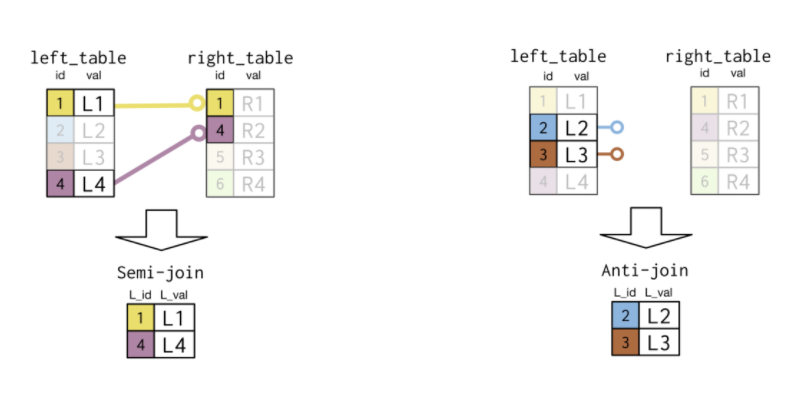 left_table right_table
id val id val
1 L1 1 R1
2 L2 4 R2
3 L3 5 R3
4 L4 6 R4
Semi-join
L_id L_val
1 L1
4 L4
left_table right_table
id val id val
1 L1 1 R1
2 L2 4 R2
3 L3 5 R3
4 L4 6 R4
Anti-join
L_id L_val
2 L2
3 L3